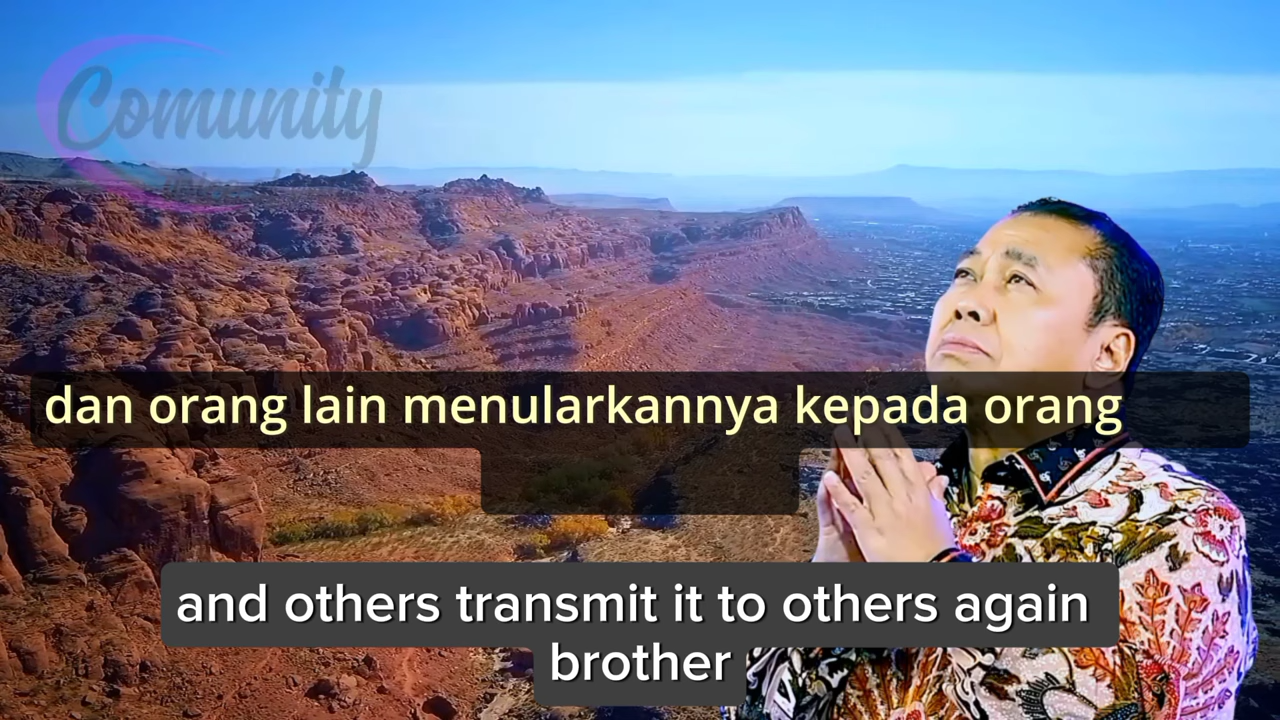 Comunity
dan orang lain menularkannya kepada orang
and others transmit it to others again
brother